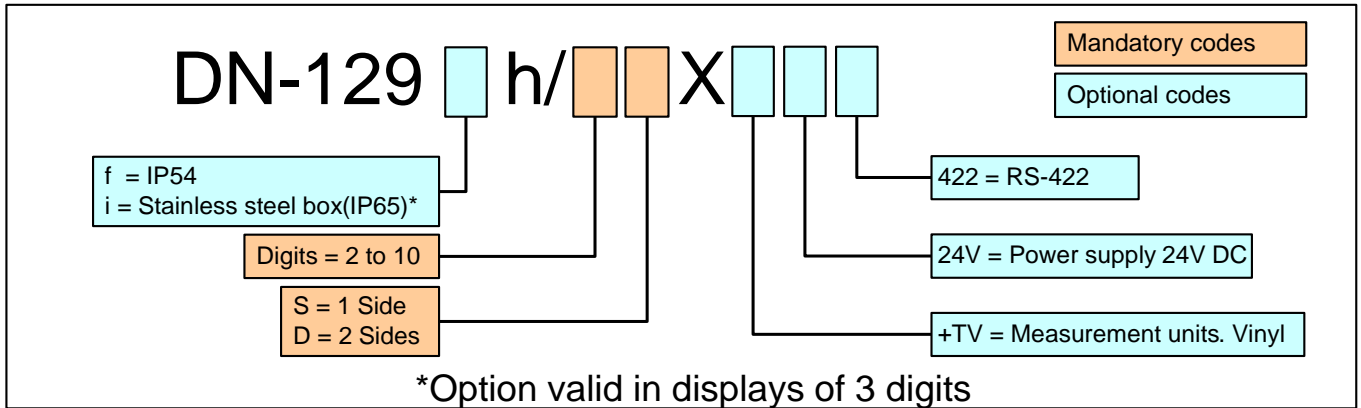 DN-129 h/ X
Mandatory codes
Optional codes
f = IP54
i = Stainless steel box(IP65)*
Digits = 2 to 10
S = 1 Side
D = 2 Sides
422 = RS-422
24V = Power supply 24V DC
+TV = Measurement units. Vinyl
*Option valid in displays of 3 digits